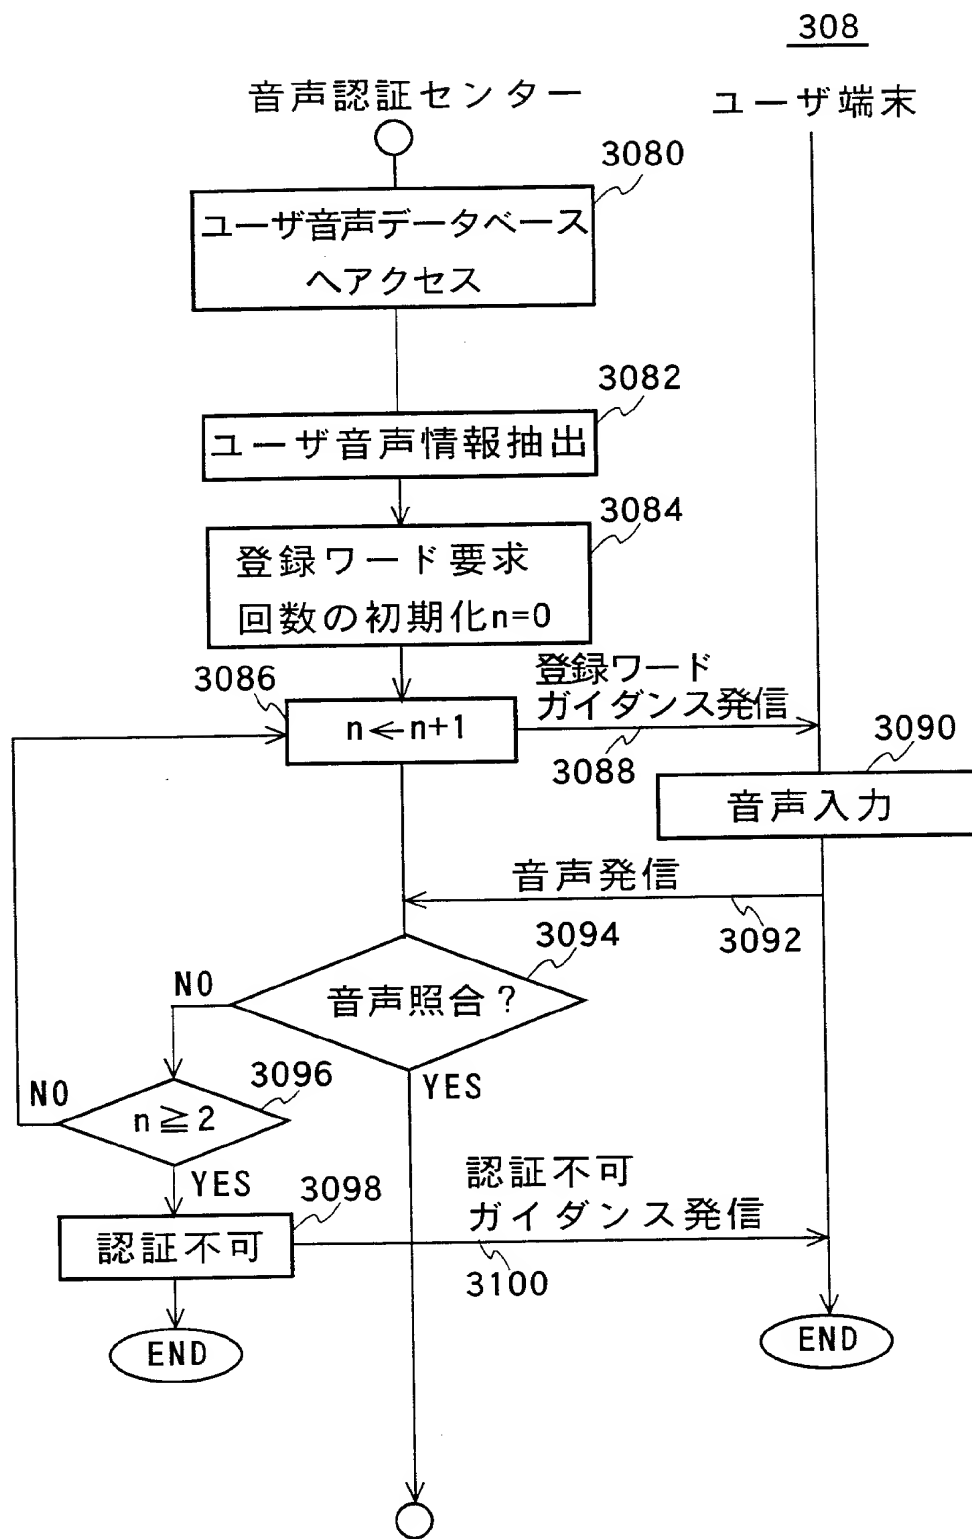 308
音声認証センター
ユーザ端末
3080
ユーザ音声データベース
へアクセス
3082
ユーザ音声情報抽出
3084
登録ワード要求
回数の初期化n=0
3086
n←n+1
登録ワード
ガイダンス発信
3088
3090
音声入力
音声発信
3092
3094
音声照合?
NO
YES
3096
n≧2
NO
YES
3098
認証不可
認証不可
ガイダンス発信
3100
END
END